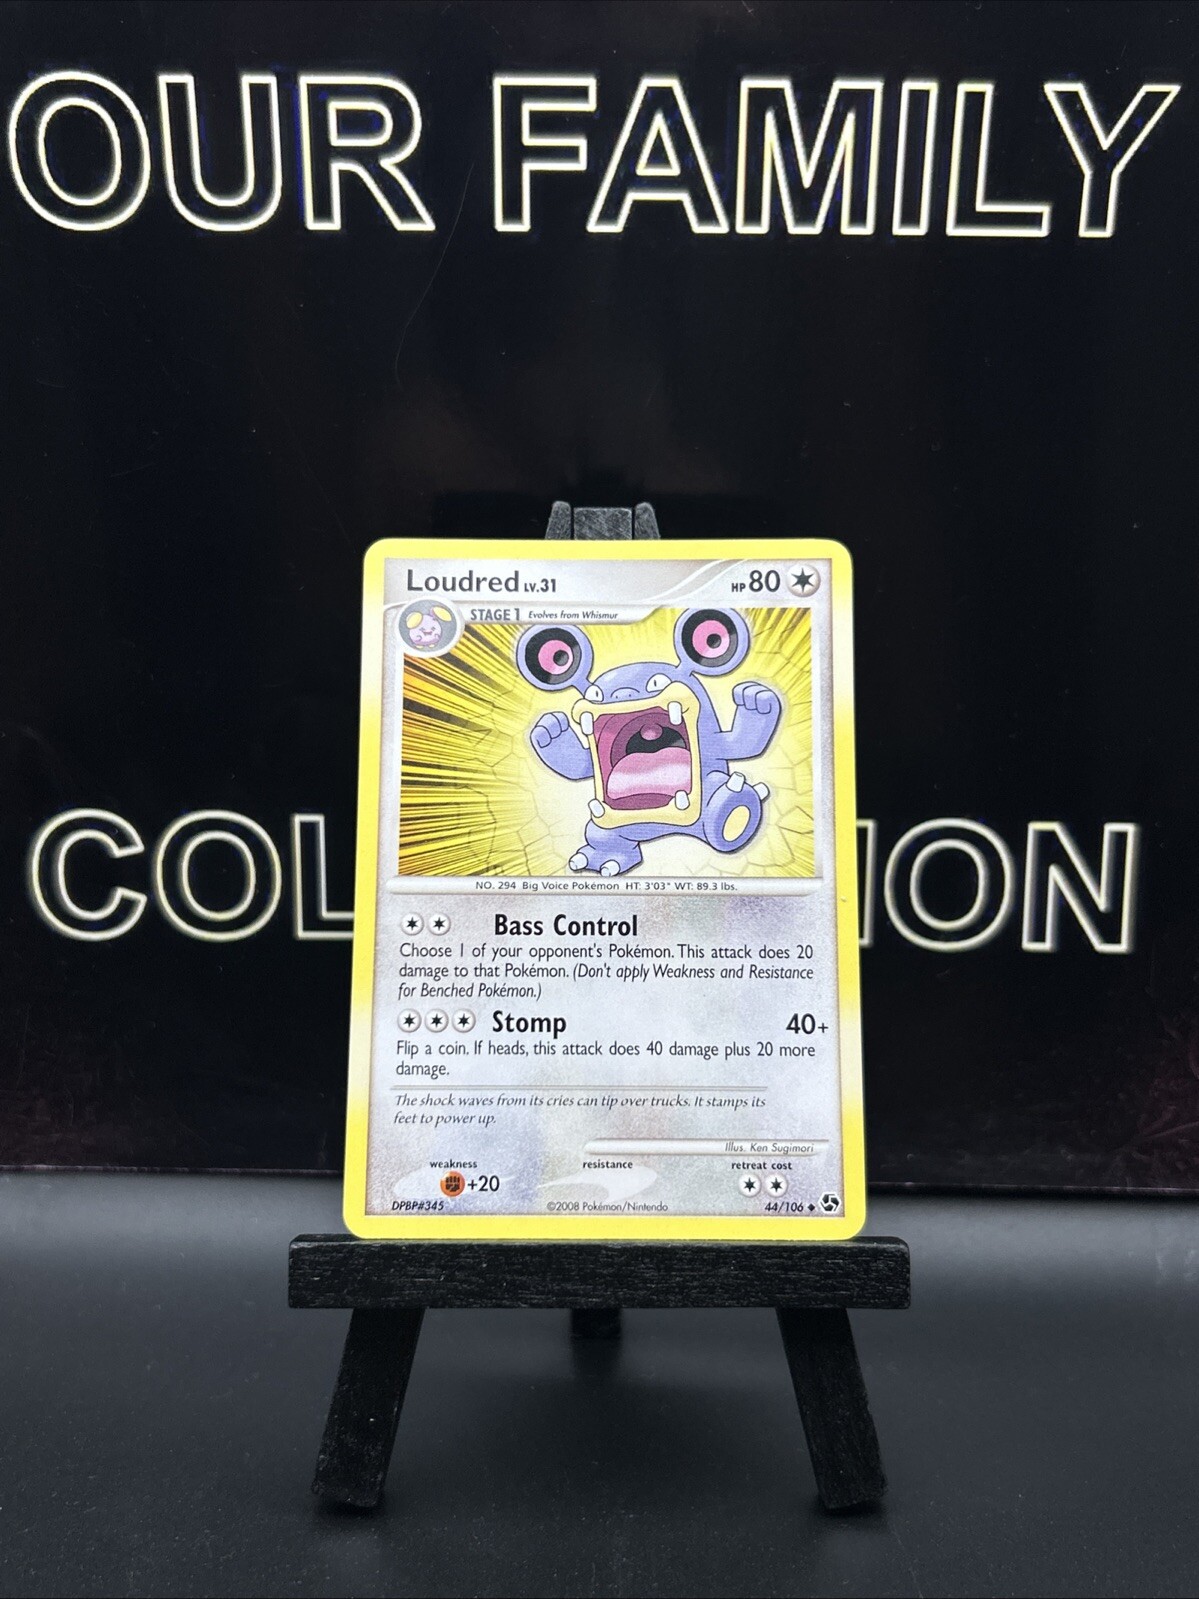 OUR FAMILY
Loudred LV.31
HP 80
STAGE 1 Evolves from Whismur
COL ION
NO. 294 Big Voice Pokémon HT: 3'03" WT: 89.3 lbs.
Bass Control
Choose 1 of your opponent's Pokémon. This attack does 20
damage to that Pokémon. (Don't apply Weakness and Resistance
for Benched Pokémon.)
Stomp 40+
Flip a coin. If heads, this attack does 40 damage plus 20 more
damage.
The shock waves from its cries can tip over trucks. It stamps its
feet to power up.
Illus. Ken Sugimori
weakness resistance retreat cost
+20
DPBP#345 ©2008 Pokémon/Nintendo 44/106